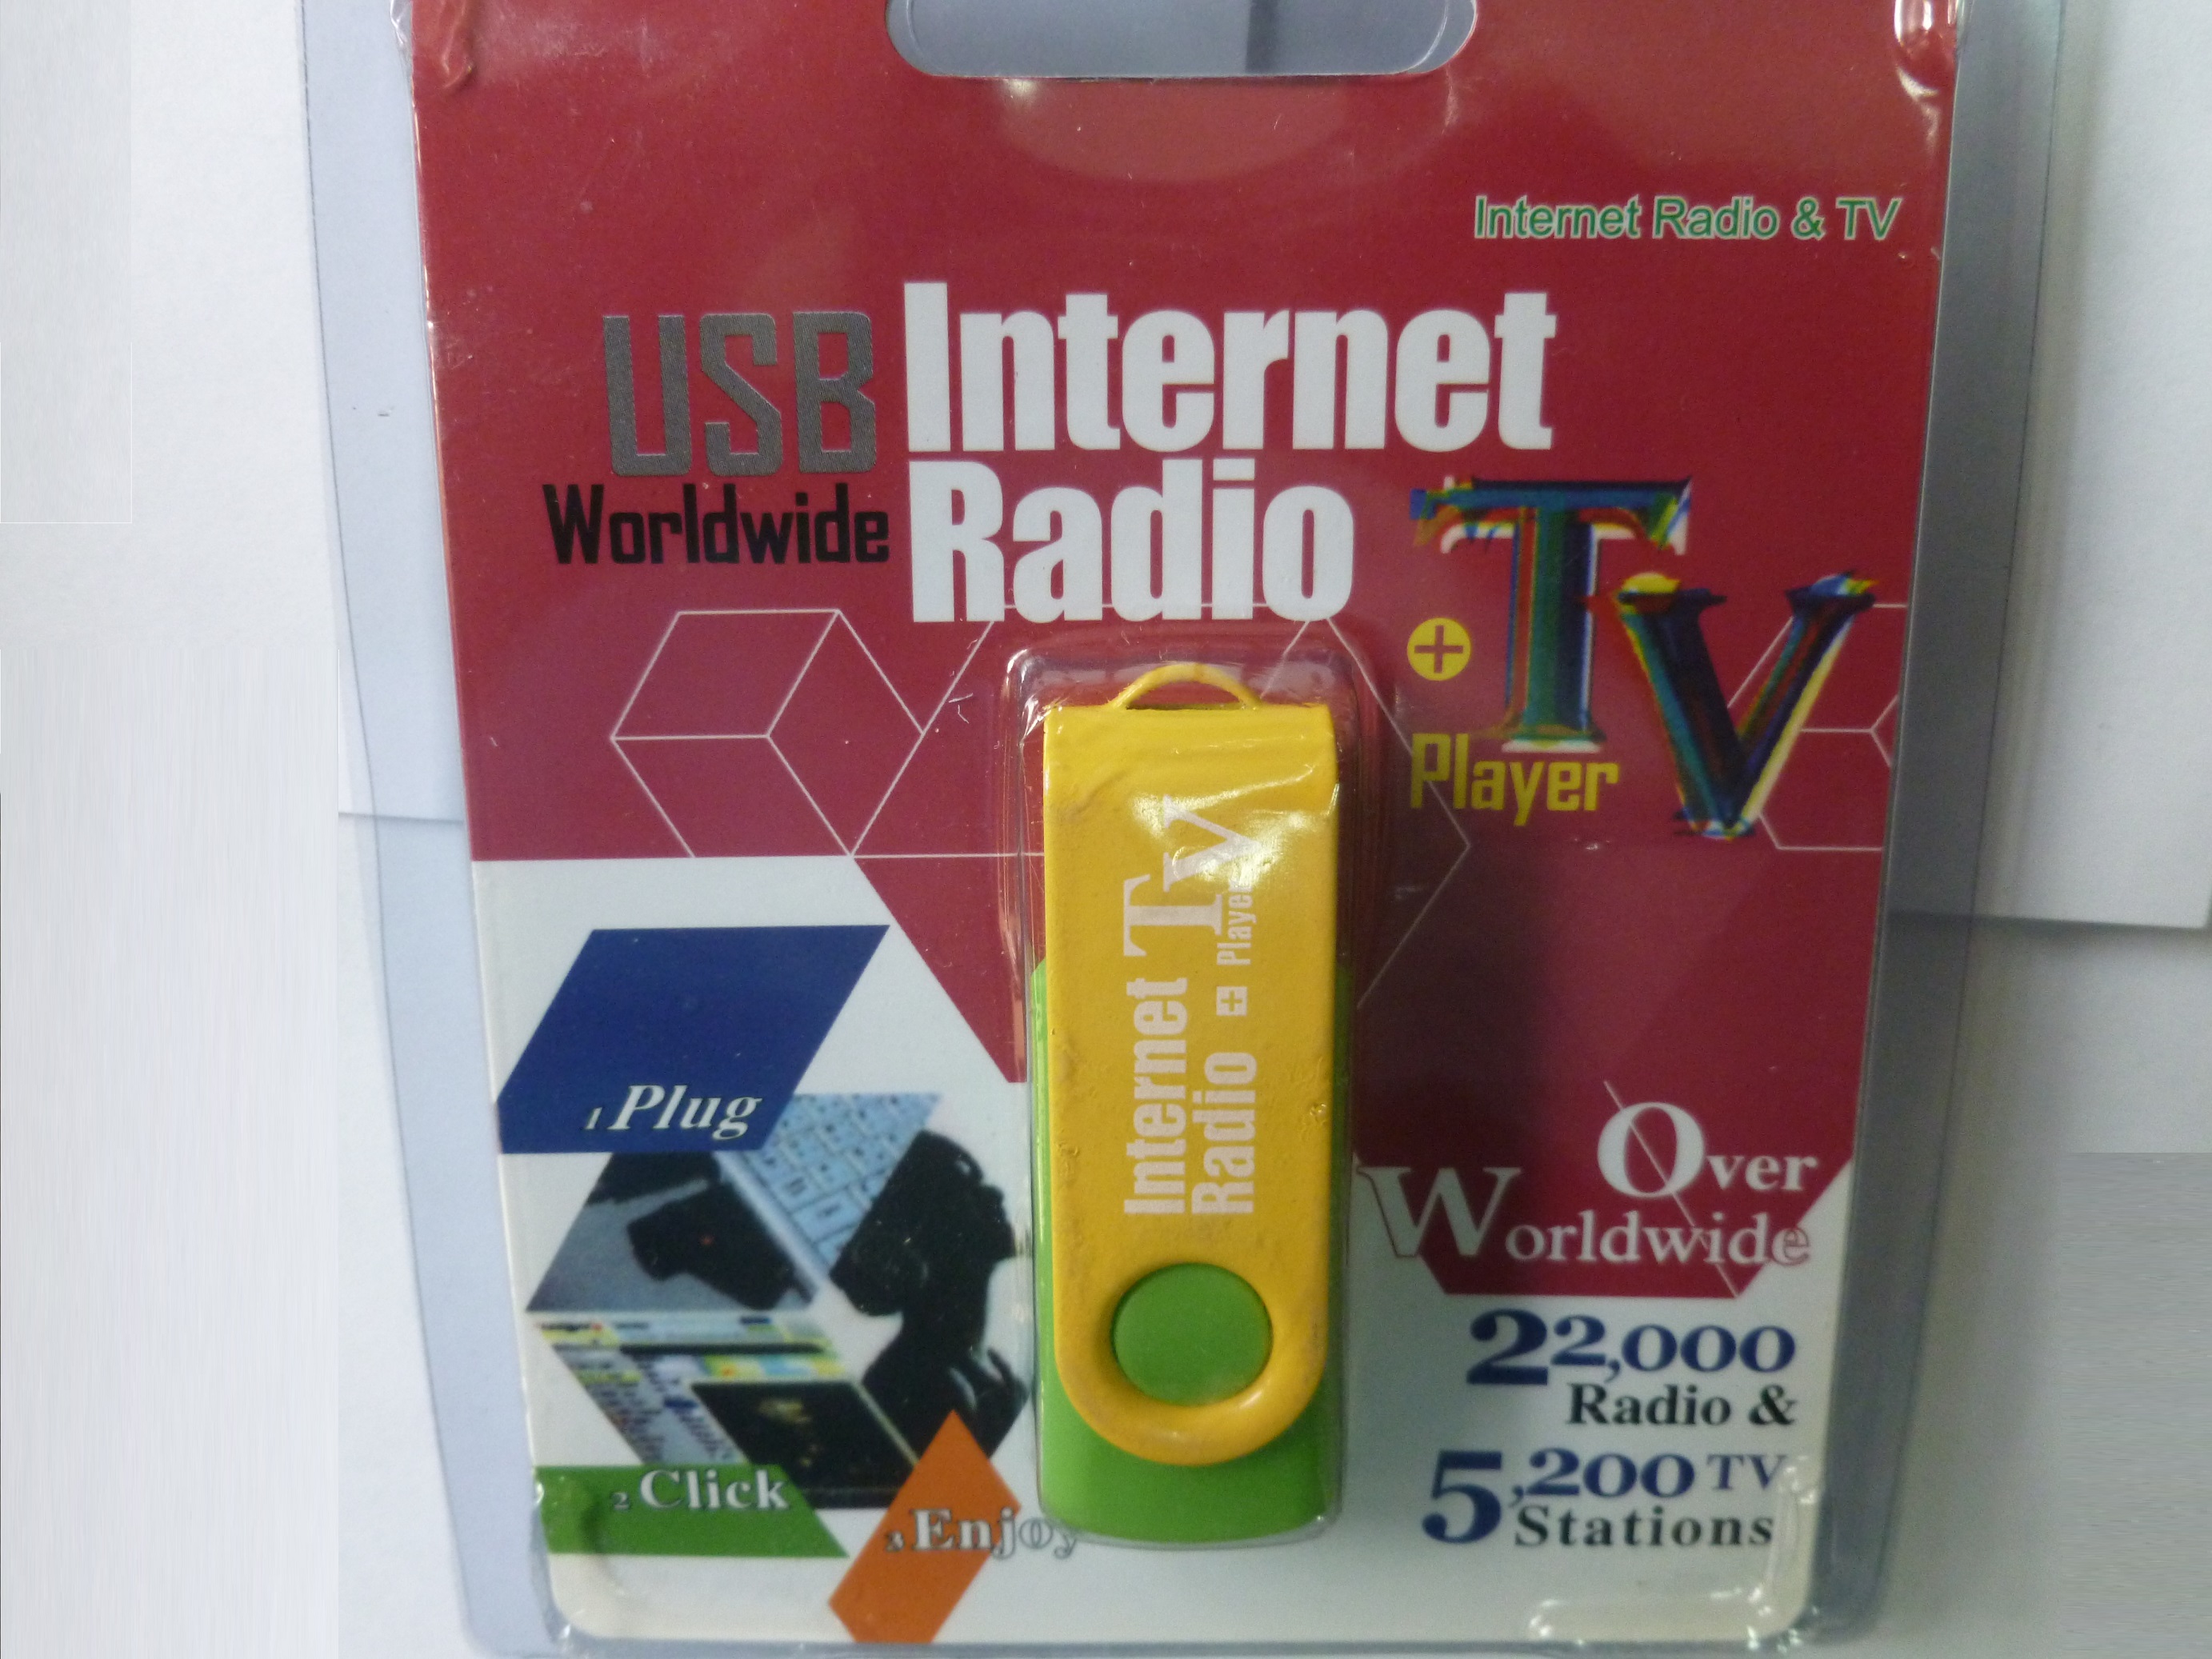 Internet Radio & TV
USB Internet
Worldwide Radio
+ TV
Player
Internet TV
Radio + Player
1 Plug
2 Click
3 Enjoy
Over
Worldwide
22,000
Radio &
5,200 TV
Stations